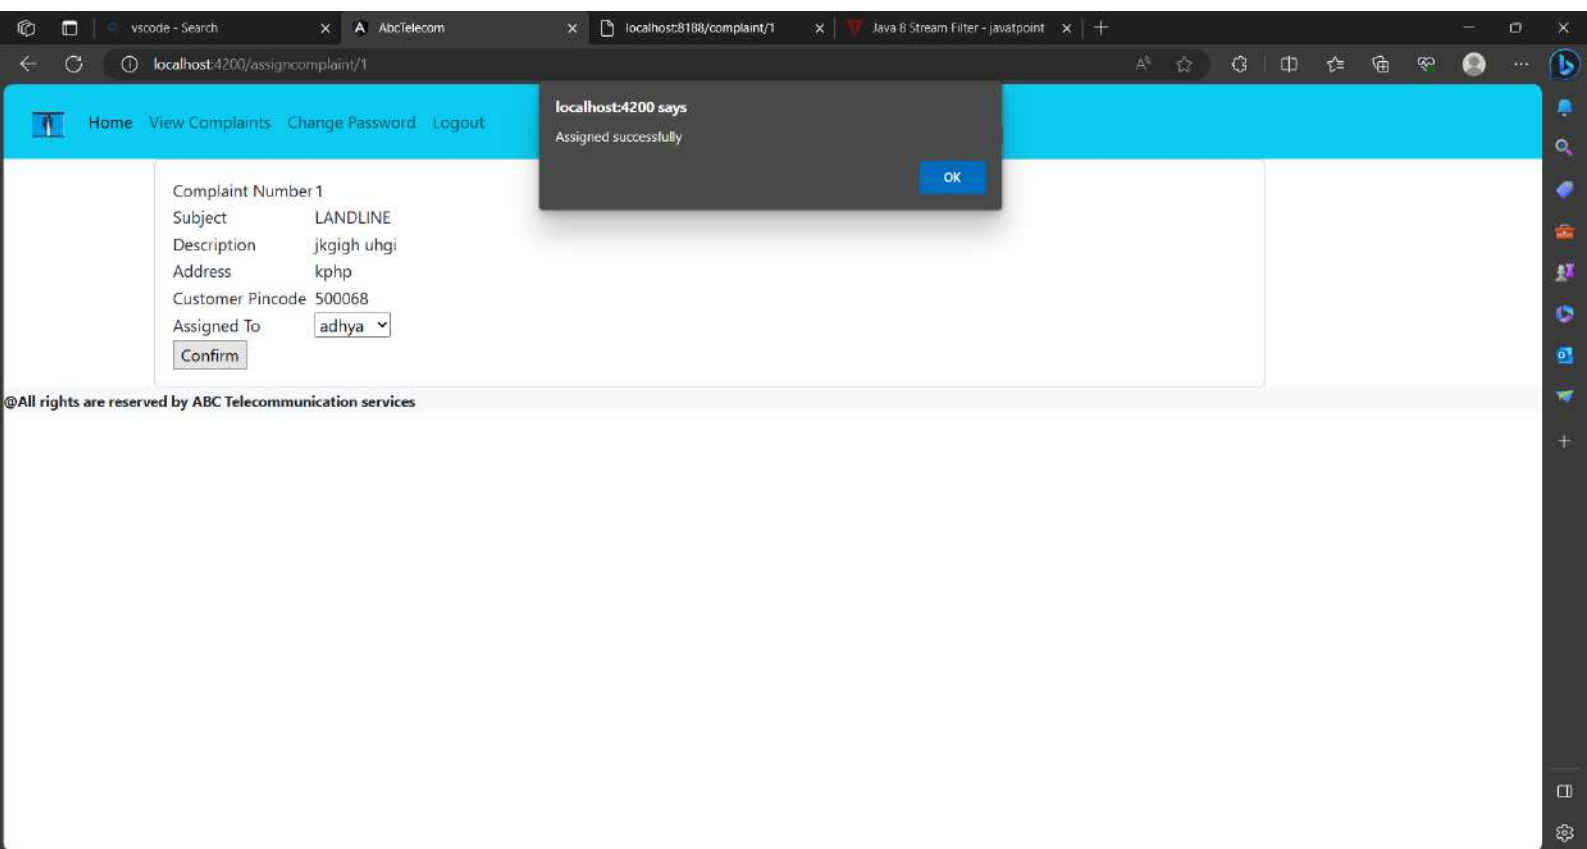 vscode - Search
AbcTelecom
localhost:8188/complaint/1
Java 8 Stream Filter - javatpoint
localhost:4200/assigncomplaint/1
Home View Complaints Change Password Logout
localhost:4200 says
Assigned successfully
OK
Complaint Number 1
Subject LANDLINE
Description jkgigh uhgi
Address kphp
Customer Pincode 500068
Assigned To adhya
Confirm
@All rights are reserved by ABC Telecommunication services